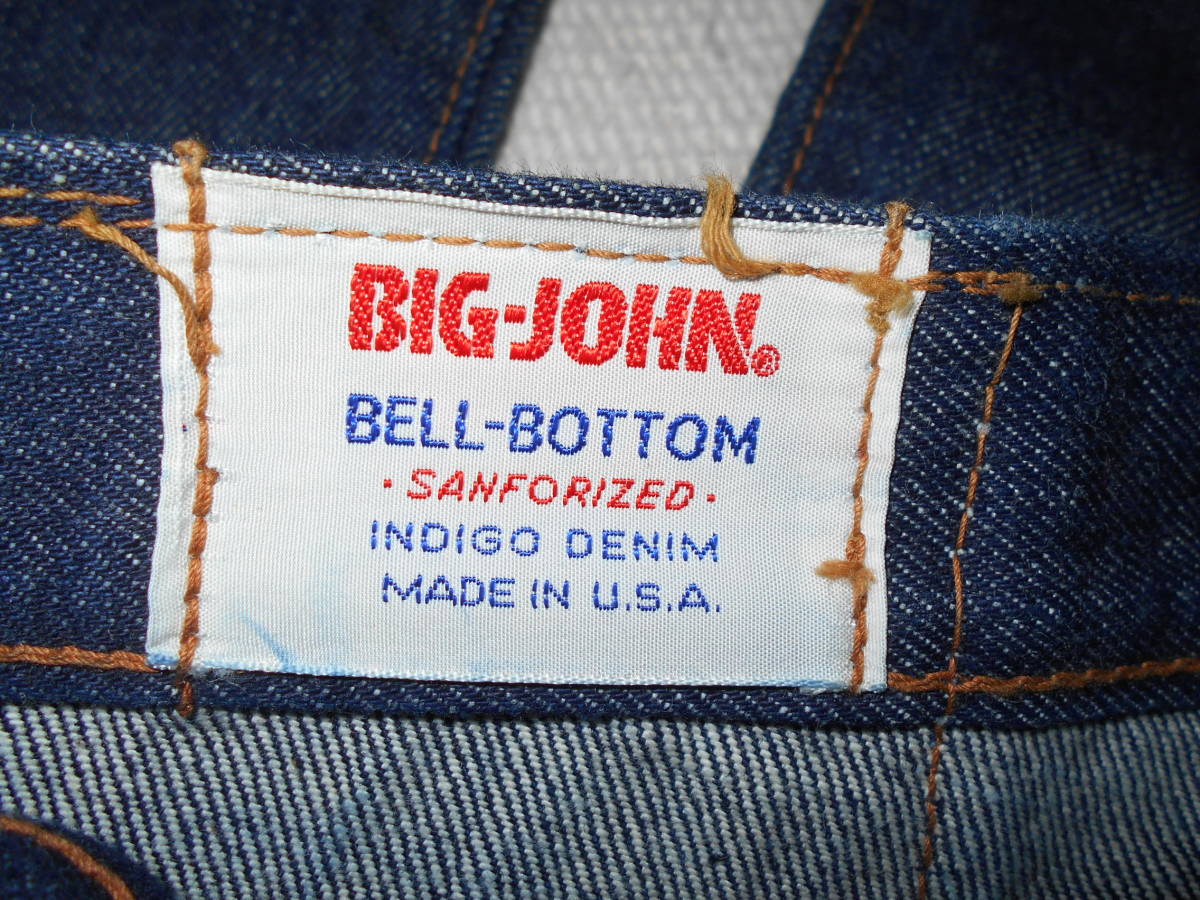 BIG-JOHN®
BELL-BOTTOM
· SANFORIZED ·
INDIGO DENIM
MADE IN U.S.A.